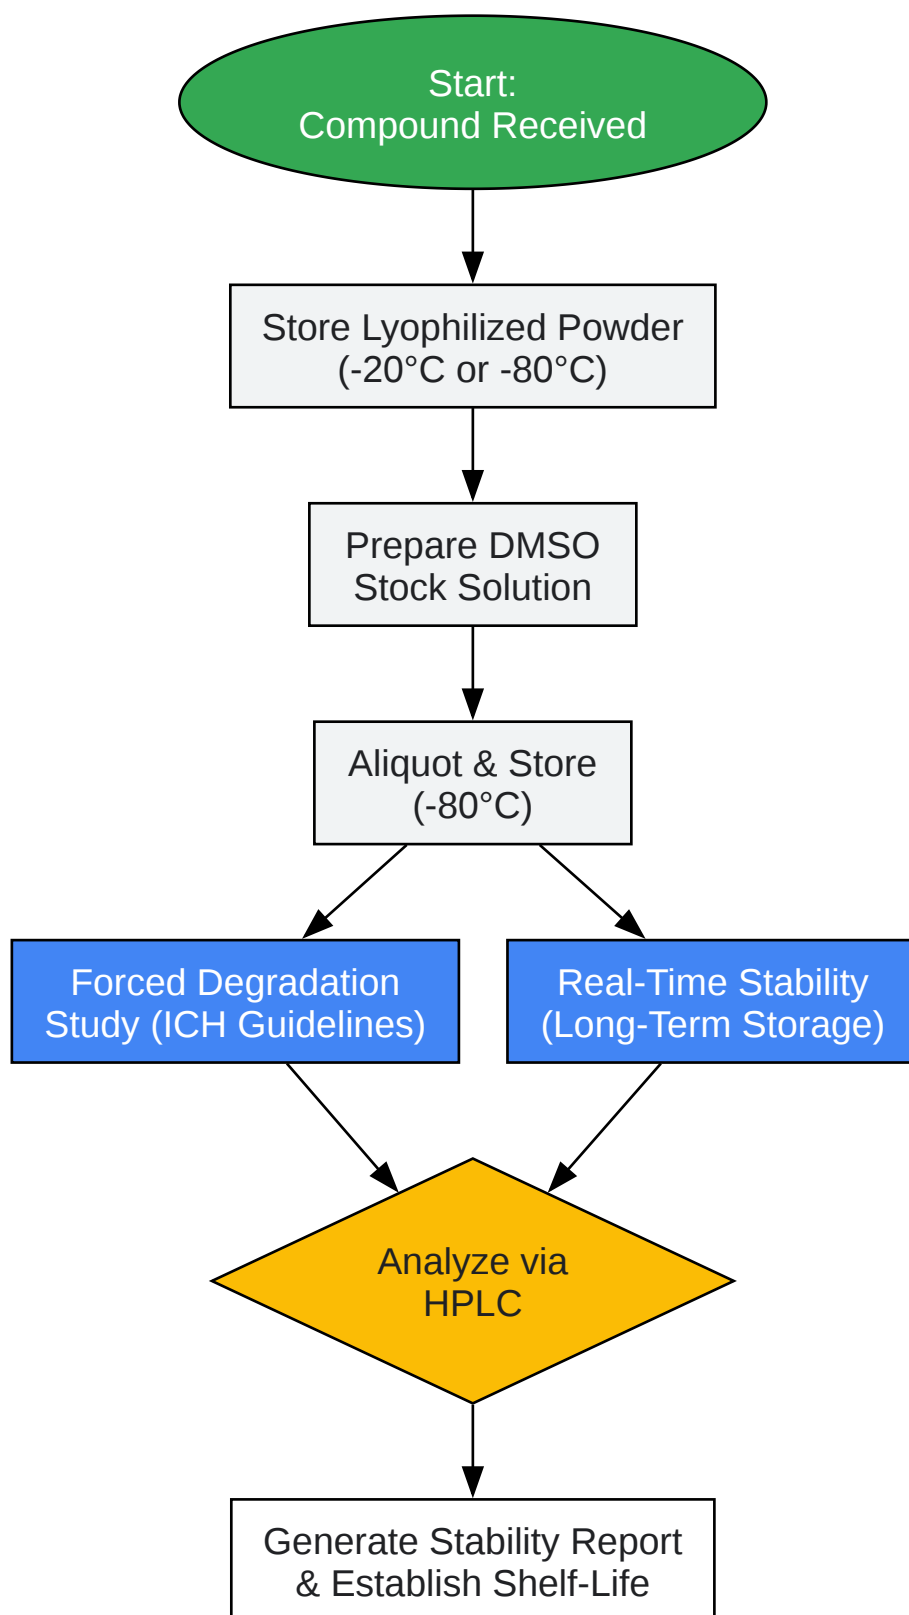 Start:
Compound Received
Store Lyophilized Powder
(-20°C or -80°C)
Prepare DMSO
Stock Solution
Aliquot & Store
(-80°C)
Forced Degradation
Study (ICH Guidelines)
Real-Time Stability
(Long-Term Storage)
Analyze via
HPLC
Generate Stability Report
& Establish Shelf-Life